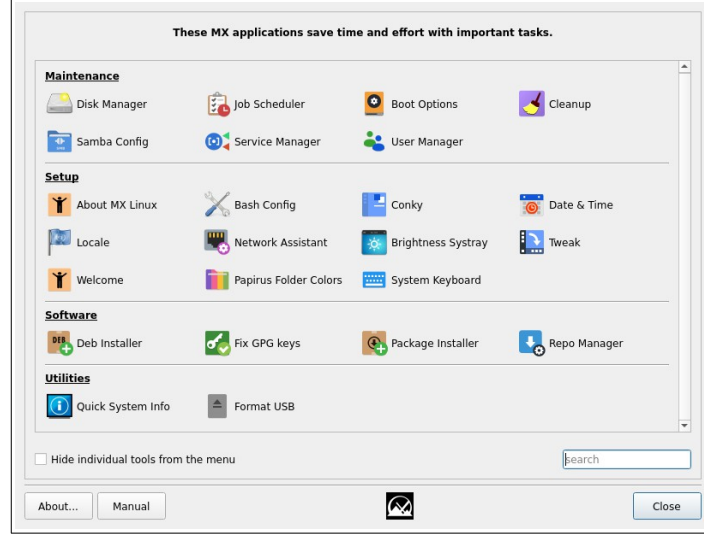 These MX applications save time and effort with important tasks.
Maintenance
Disk Manager Job Scheduler Boot Options Cleanup
Samba Config Service Manager User Manager
Setup
About MX Linux Bash Config Conky Date & Time
Locale Network Assistant Brightness Systray Tweak
Welcome Papirus Folder Colors System Keyboard
Software
DEB Deb Installer Fix GPG keys Package Installer Repo Manager
Utilities
Quick System Info Format USB
Hide individual tools from the menu search
About... Manual Close